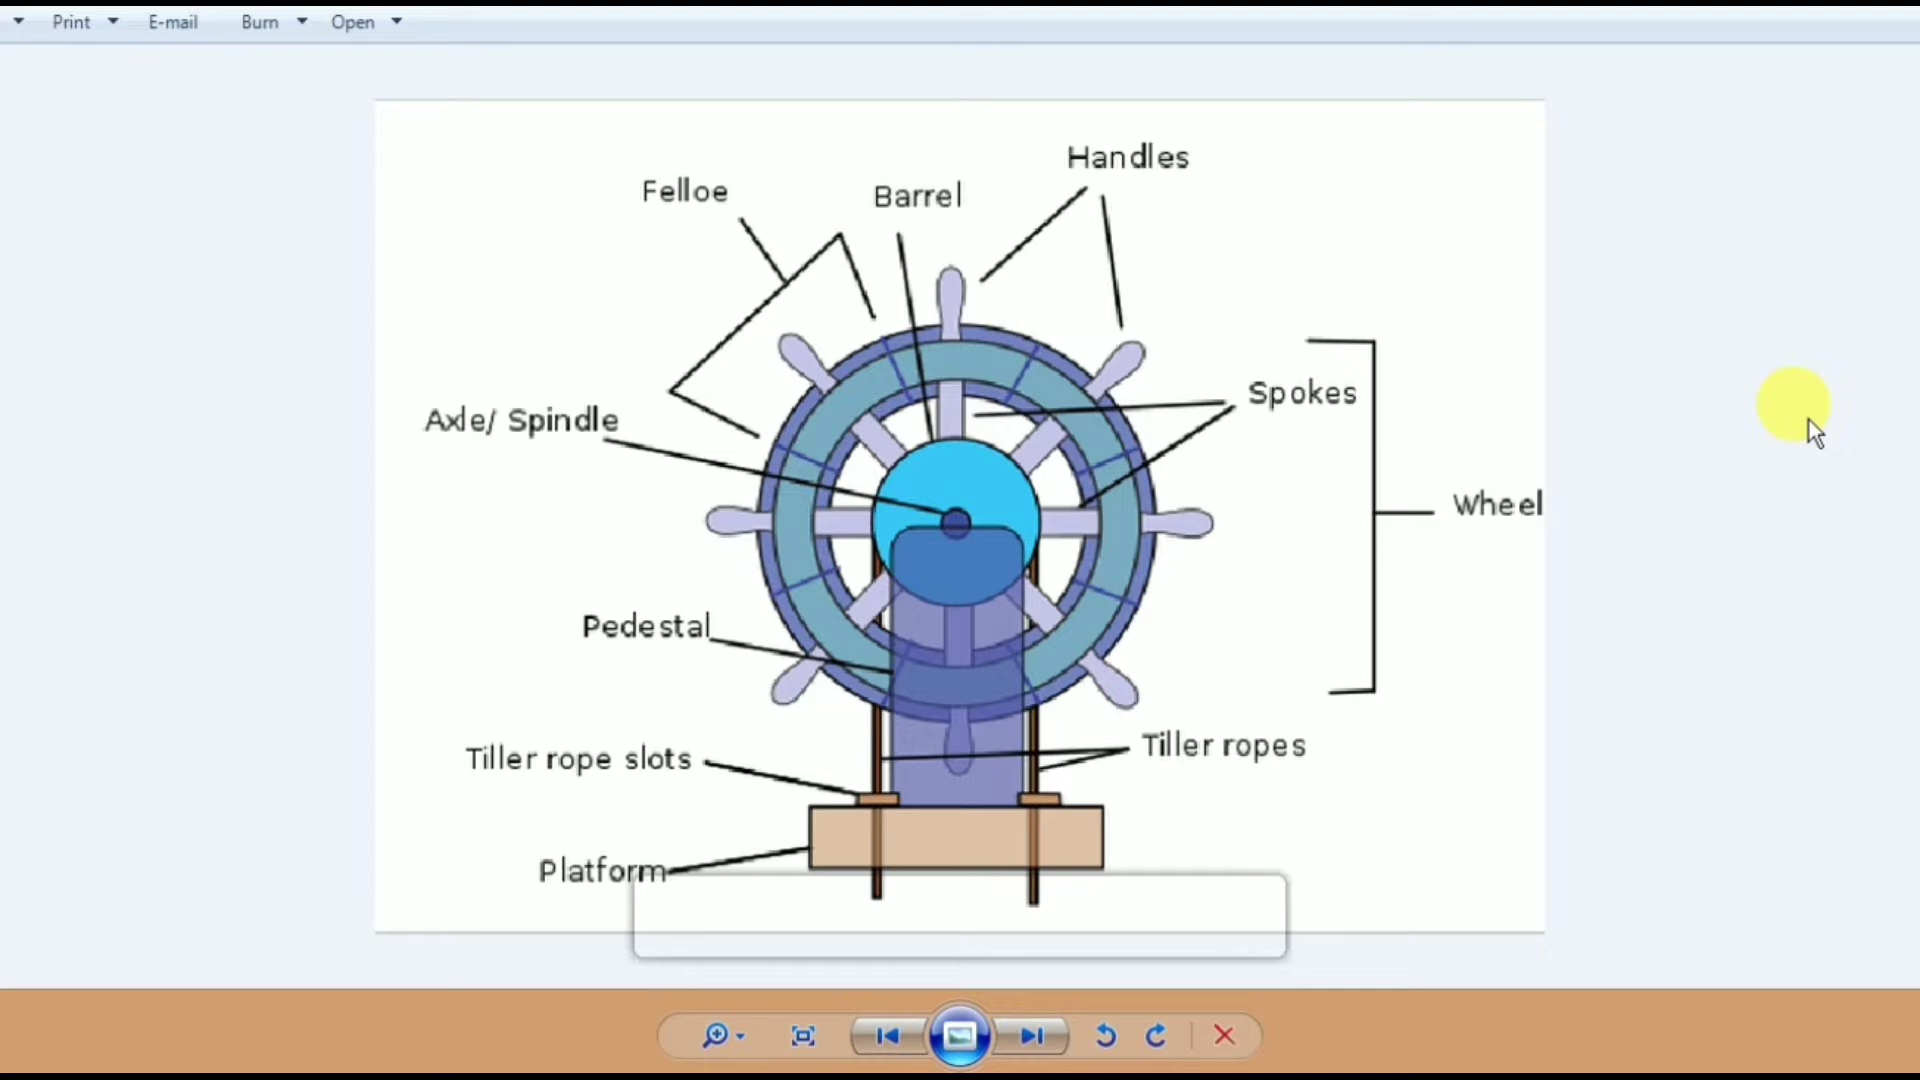 Print E-mail Burn Open
Handles
Felloe
Barrel
Spokes
Axle/ Spindle
Wheel
Pedestal
Tiller ropes
Tiller rope slots
Platform